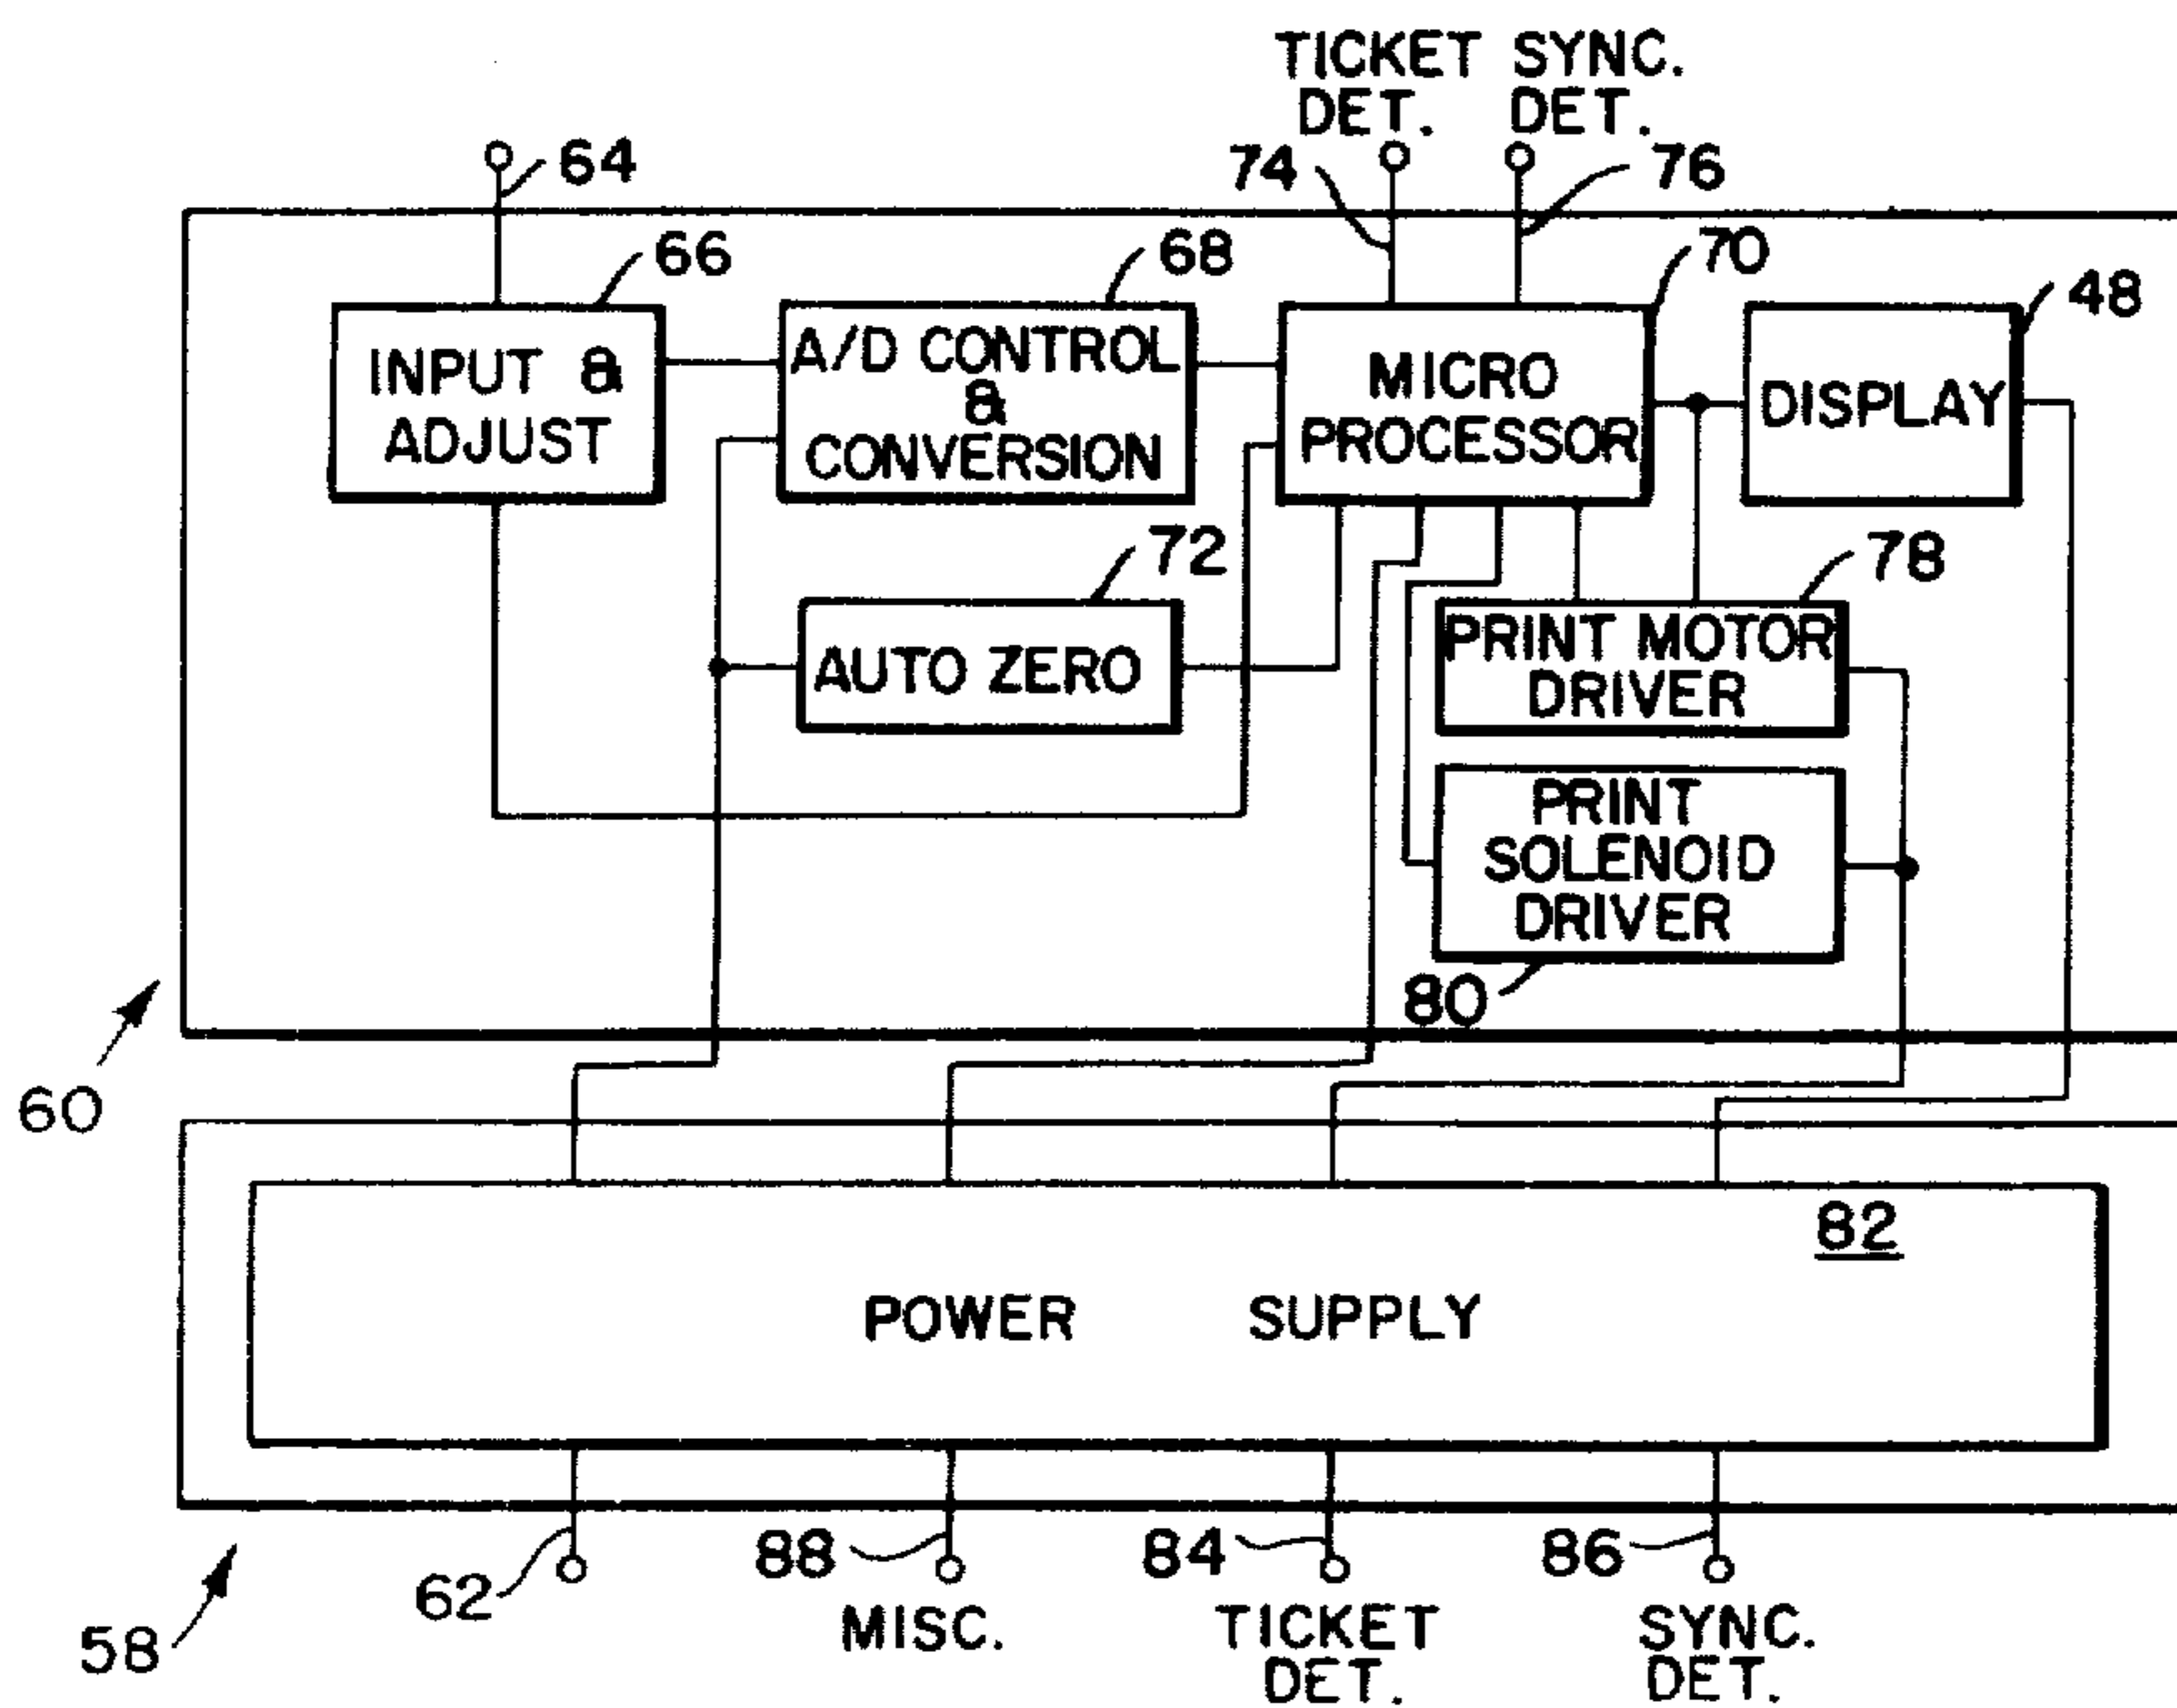 TICKET SYNC.
DET. DET.
64
74
76
66
68
70
48
INPUT &
ADJUST
A/D CONTROL
&
CONVERSION
MICRO
PROCESSOR
DISPLAY
72
78
AUTO ZERO
PRINT MOTOR
DRIVER
PRINT
SOLENOID
DRIVER
80
60
82
POWER SUPPLY
62
88
84
86
58
MISC.
TICKET
DET.
SYNC.
DET.